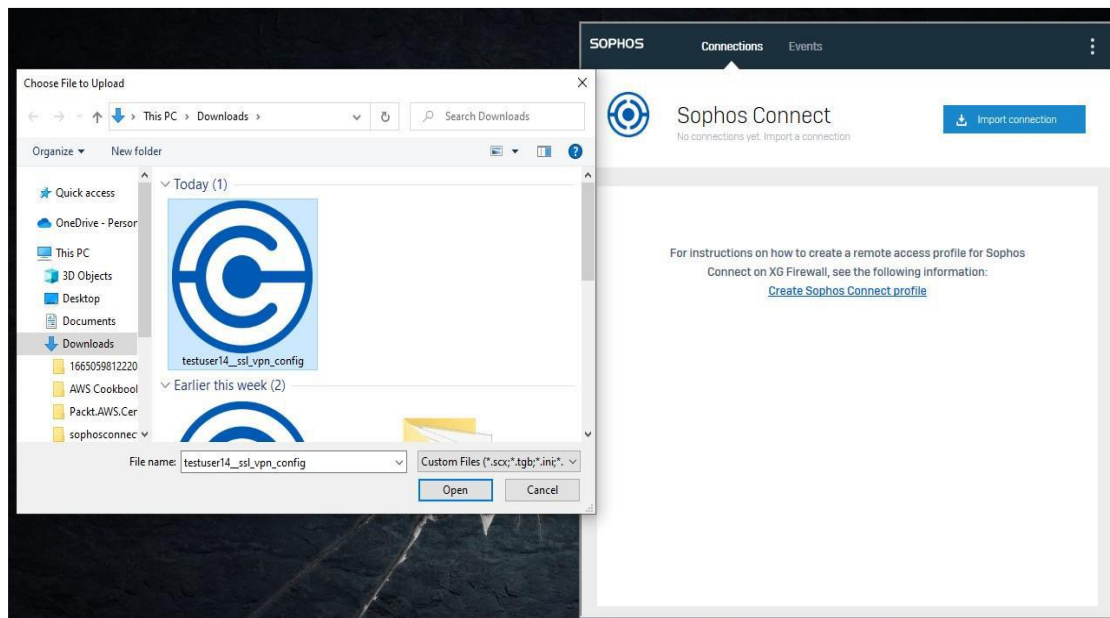 SOPHOS
Connections
Events
Choose File to Upload
This PC > Downloads >
Search Downloads
Organize
New folder
Quick access
OneDrive - Person
This PC
3D Objects
Desktop
Documents
Downloads
1665059812220
AWS Cookbool
Packt.AWS.Cer
sophosconnec
Today (1)
testuser14__ssl_vpn_config
Earlier this week (2)
File name:
testuser14__ssl_vpn_config
Custom Files (*.scx;*.tgb;*.ini;*.
Open
Cancel
Sophos Connect
No connections yet. Import a connection
Import connection
For instructions on how to create a remote access profile for Sophos
Connect on XG Firewall, see the following information:
Create Sophos Connect profile